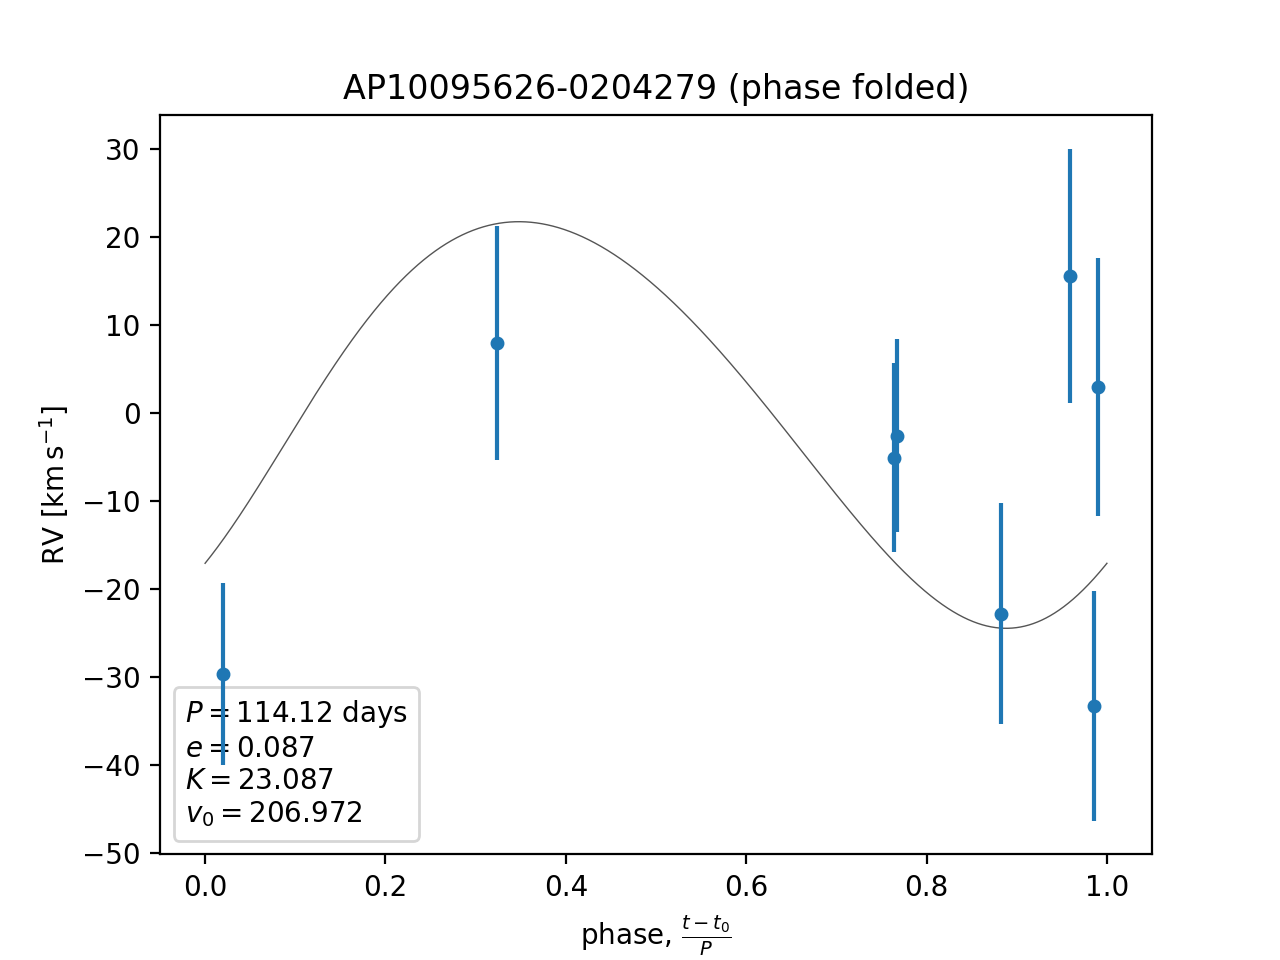 AP10095626-0204279 (phase folded)
30
20
10
0
−10
−20
−30
−40
−50
RV [km s⁻¹]
P = 114.12 days
e = 0.087
K = 23.087
v₀ = 206.972
0.0 0.2 0.4 0.6 0.8 1.0
phase, (t − t₀)/P